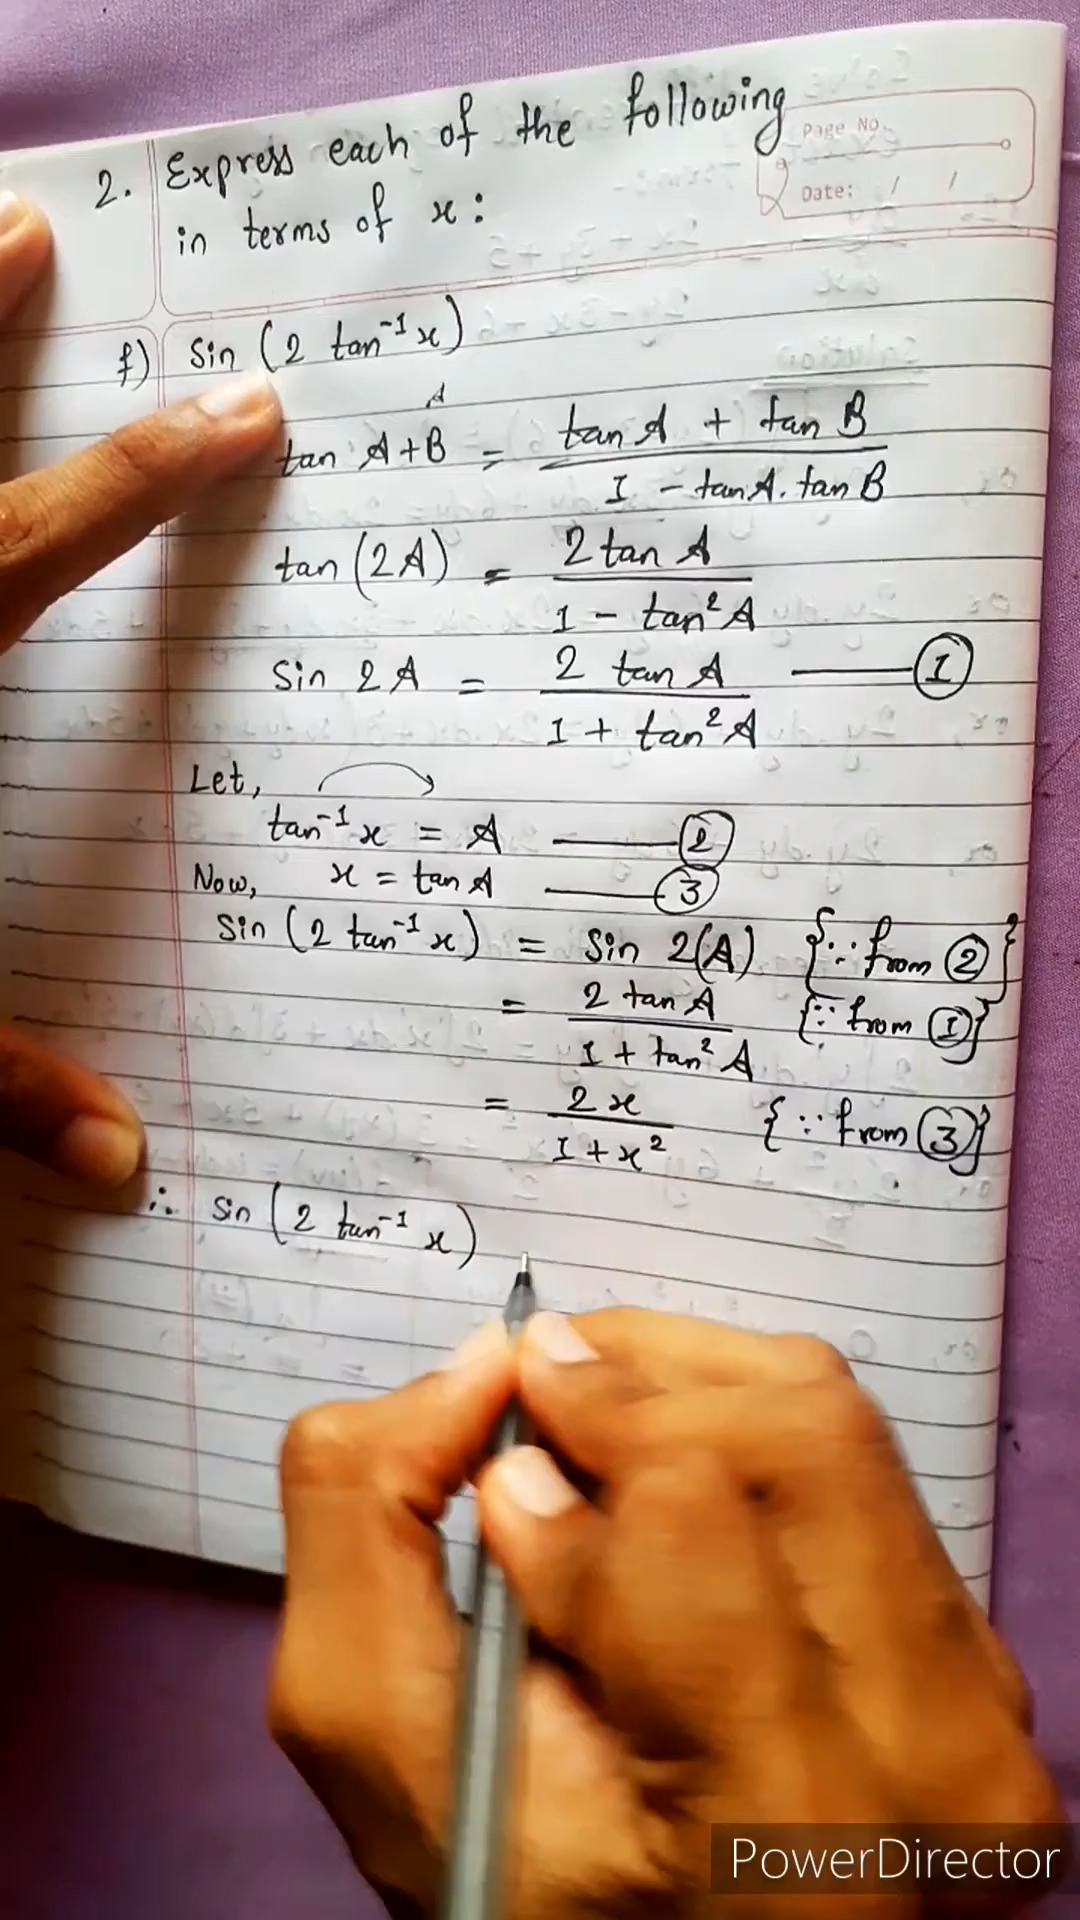 2. Express each of the following
Page No.
in terms of x:
Date: / /
f) Sin (2 tan⁻¹ x)
A
tan A+B = tan A + tan B / 1 - tan A . tan B
tan (2A) = 2 tan A / 1 - tan² A
Sin 2A = 2 tan A / 1 + tan² A —— ①
Let,
tan⁻¹ x = A —— ②
Now, x = tan A —— ③
Sin (2 tan⁻¹ x) = Sin 2(A) {∵ from ②}
= 2 tan A / 1 + tan² A {∵ from ①}
= 2x / 1 + x² {∵ from ③}
∴ Sin (2 tan⁻¹ x)
PowerDirector